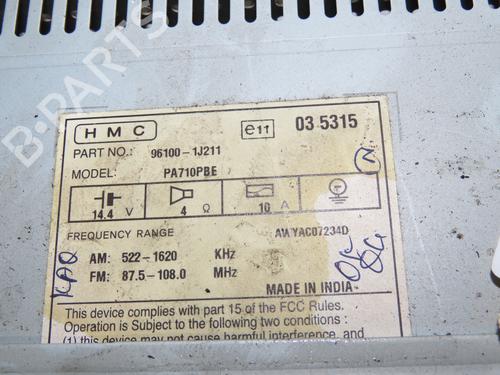 HMC e11 03 5315
PART NO.: 96100-1J211
MODEL: PA710PBE
14.4 V 4 Ω 10 A
FREQUENCY RANGE AWYAC07234D
AM: 522-1620 KHz
FM: 87.5-108.0 MHz
MADE IN INDIA
This device complies with part 15 of the FCC Rules.
Operation is Subject to the following two conditions :
(1) this device may not cause harmful interference, and
B-PARTS